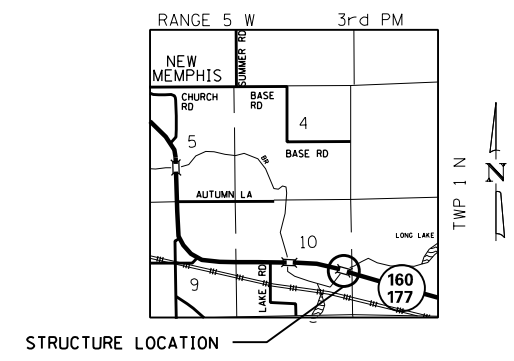 RANGE 5 W 3rd PM
SUMMER RD
NEW
MEMPHIS
CHURCH
RD
BASE
RD
4
5
BASE RD
BR
AUTUMN LA
TWP 1 N
N
10
LONG LAKE
9
LAKE RD
160
177
STRUCTURE LOCATION